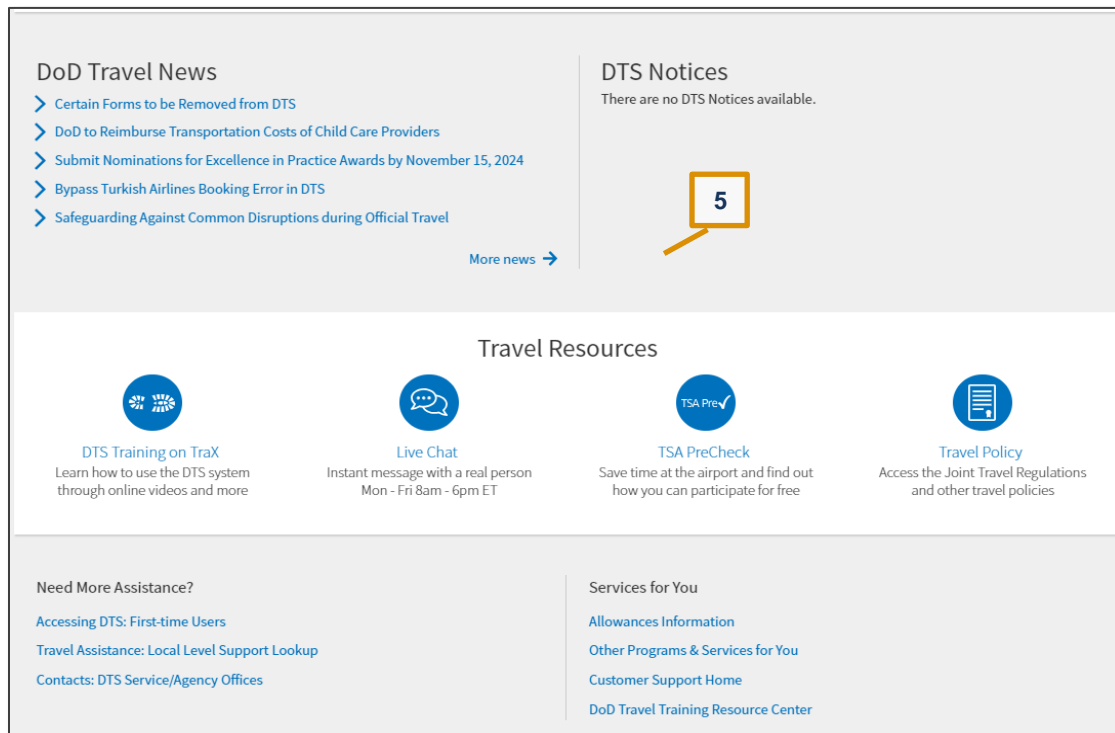 DoD Travel News
Certain Forms to be Removed from DTS
DoD to Reimburse Transportation Costs of Child Care Providers
Submit Nominations for Excellence in Practice Awards by November 15, 2024
Bypass Turkish Airlines Booking Error in DTS
Safeguarding Against Common Disruptions during Official Travel
More news
DTS Notices
There are no DTS Notices available.
5
Travel Resources
TSA Pre✓
DTS Training on TraX
Learn how to use the DTS system
through online videos and more
Live Chat
Instant message with a real person
Mon - Fri 8am - 6pm ET
TSA PreCheck
Save time at the airport and find out
how you can participate for free
Travel Policy
Access the Joint Travel Regulations
and other travel policies
Need More Assistance?
Accessing DTS: First-time Users
Travel Assistance: Local Level Support Lookup
Contacts: DTS Service/Agency Offices
Services for You
Allowances Information
Other Programs & Services for You
Customer Support Home
DoD Travel Training Resource Center